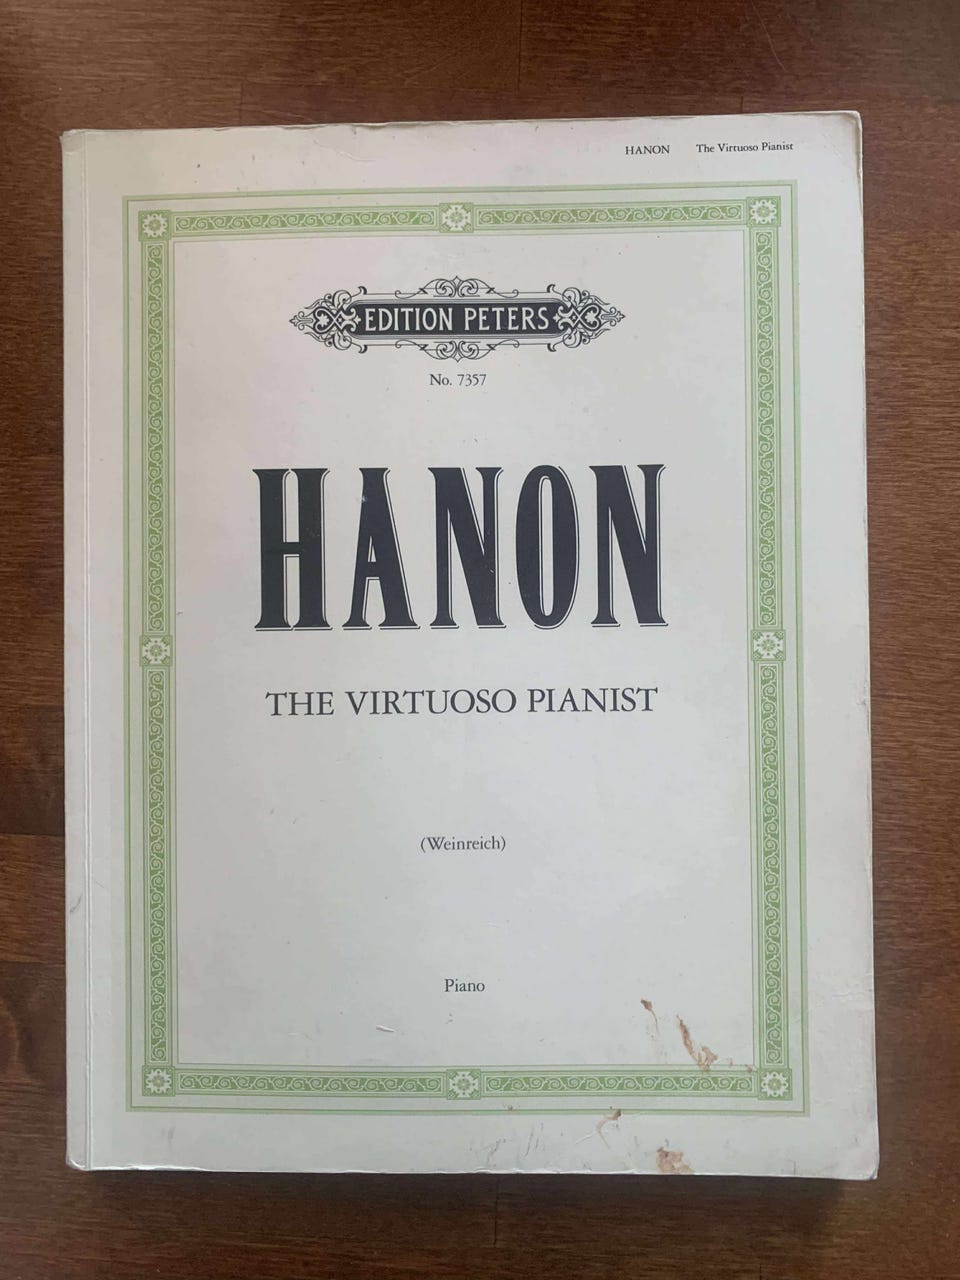 HANON The Virtuoso Pianist
EDITION PETERS
No. 7357
HANON
THE VIRTUOSO PIANIST
(Weinreich)
Piano